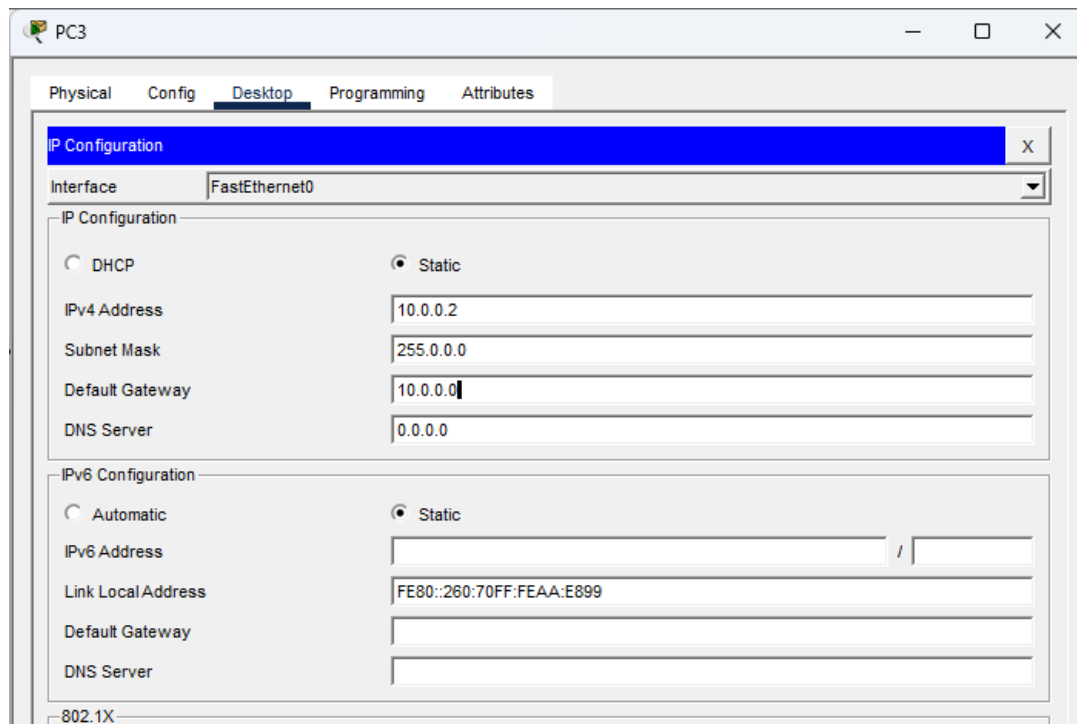 PC3
Physical Config Desktop Programming Attributes
IP Configuration X
Interface FastEthernet0
IP Configuration
DHCP Static
IPv4 Address 10.0.0.2
Subnet Mask 255.0.0.0
Default Gateway 10.0.0.0
DNS Server 0.0.0.0
IPv6 Configuration
Automatic Static
IPv6 Address /
Link Local Address FE80::260:70FF:FEAA:E899
Default Gateway
DNS Server
802.1X